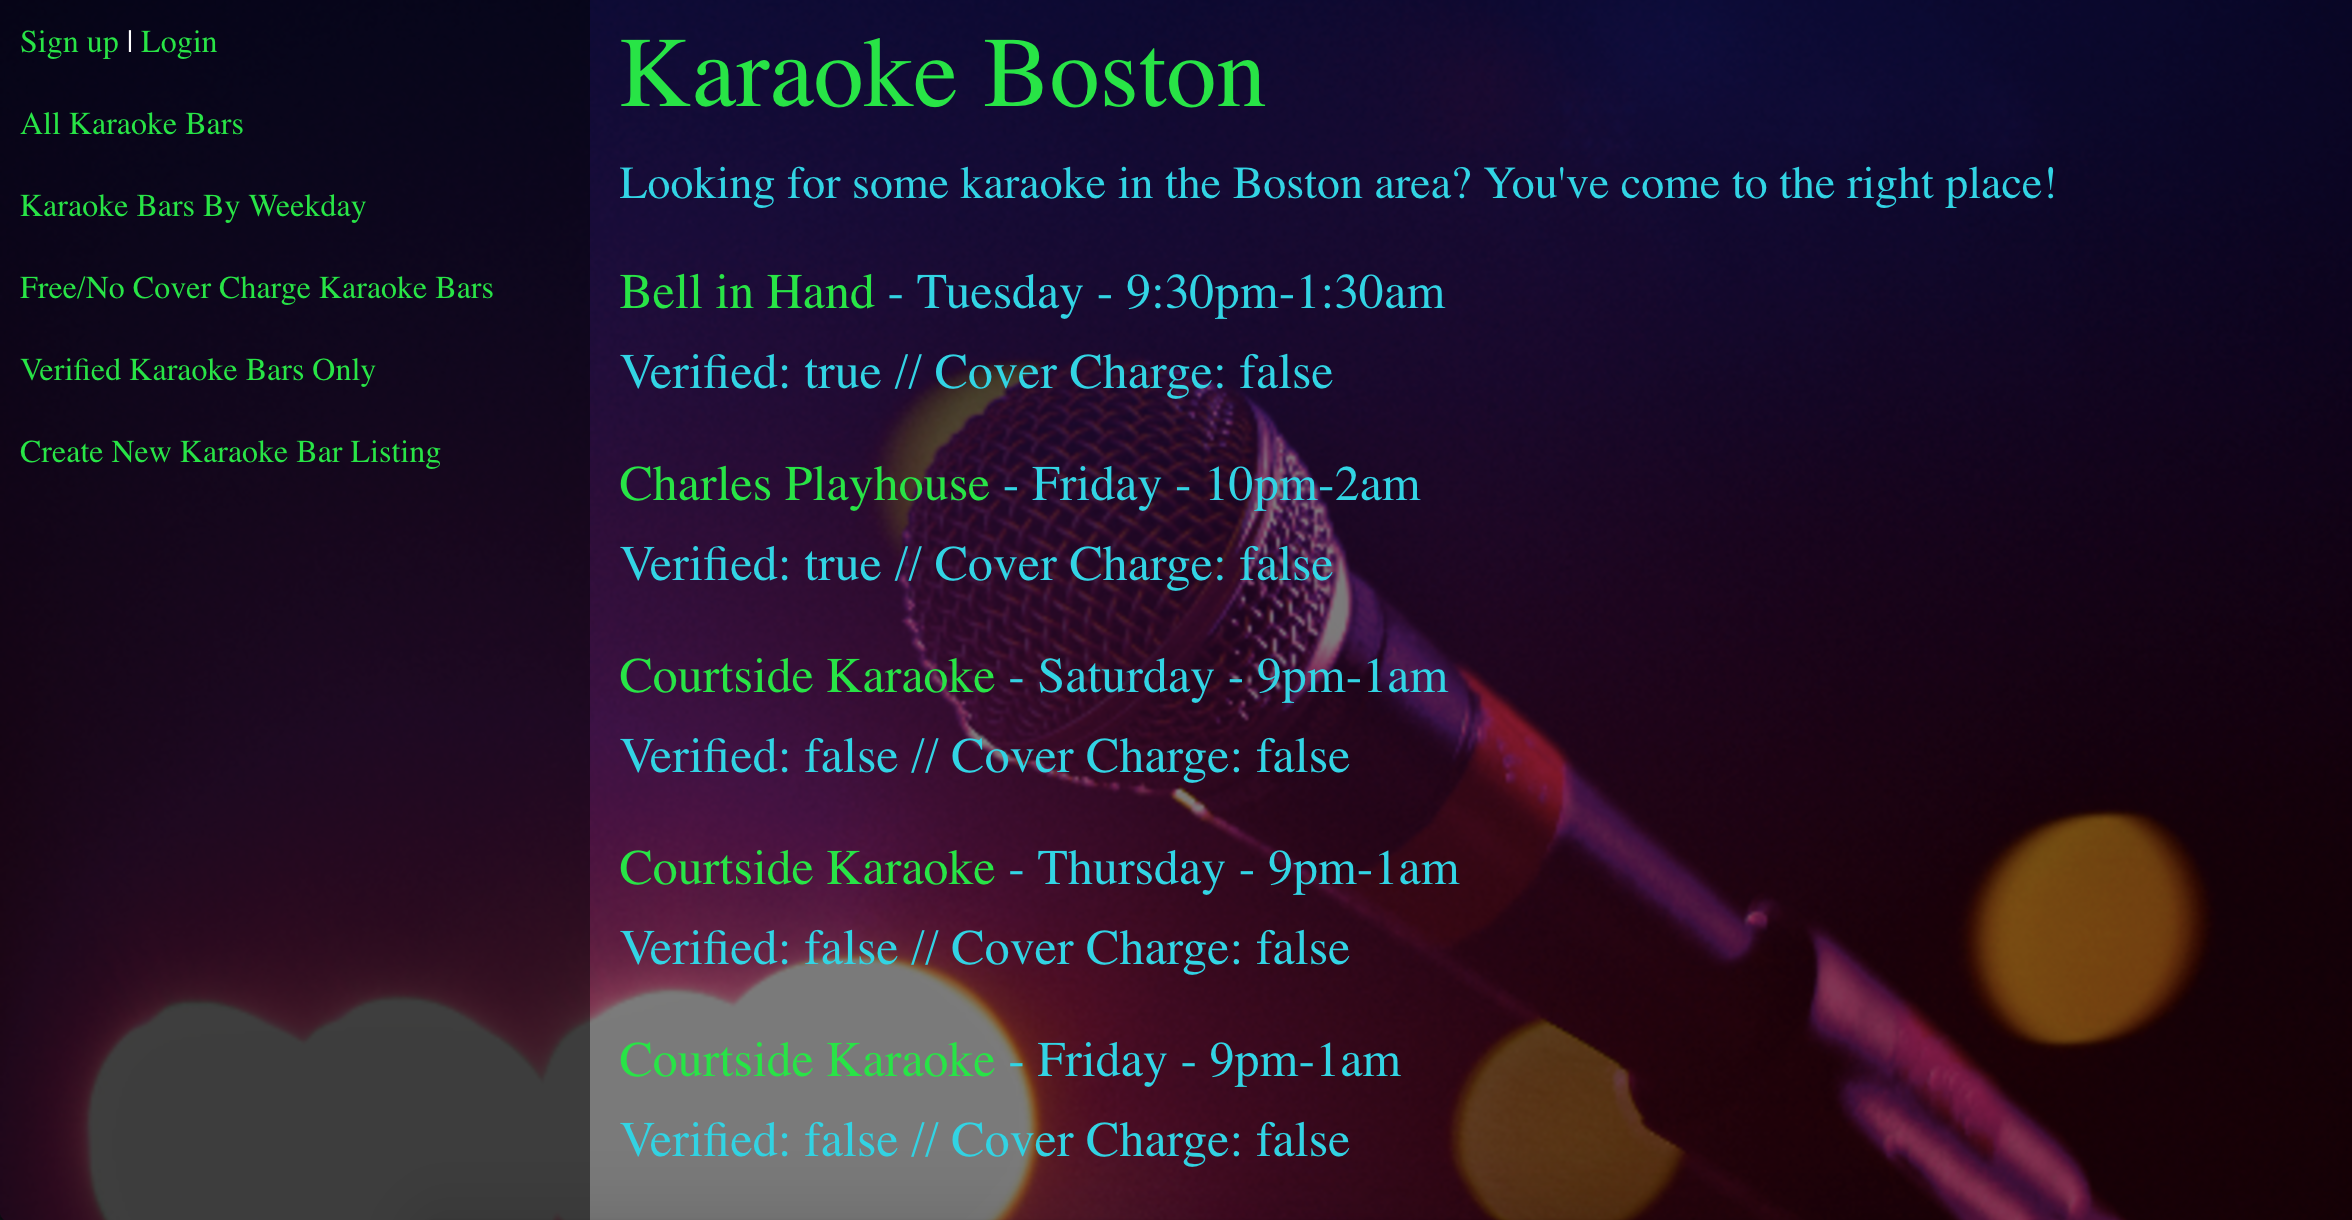 Sign up | Login
All Karaoke Bars
Karaoke Bars By Weekday
Free/No Cover Charge Karaoke Bars
Verified Karaoke Bars Only
Create New Karaoke Bar Listing
Karaoke Boston
Looking for some karaoke in the Boston area? You've come to the right place!
Bell in Hand - Tuesday - 9:30pm-1:30am
Verified: true // Cover Charge: false
Charles Playhouse - Friday - 10pm-2am
Verified: true // Cover Charge: false
Courtside Karaoke - Saturday - 9pm-1am
Verified: false // Cover Charge: false
Courtside Karaoke - Thursday - 9pm-1am
Verified: false // Cover Charge: false
Courtside Karaoke - Friday - 9pm-1am
Verified: false // Cover Charge: false